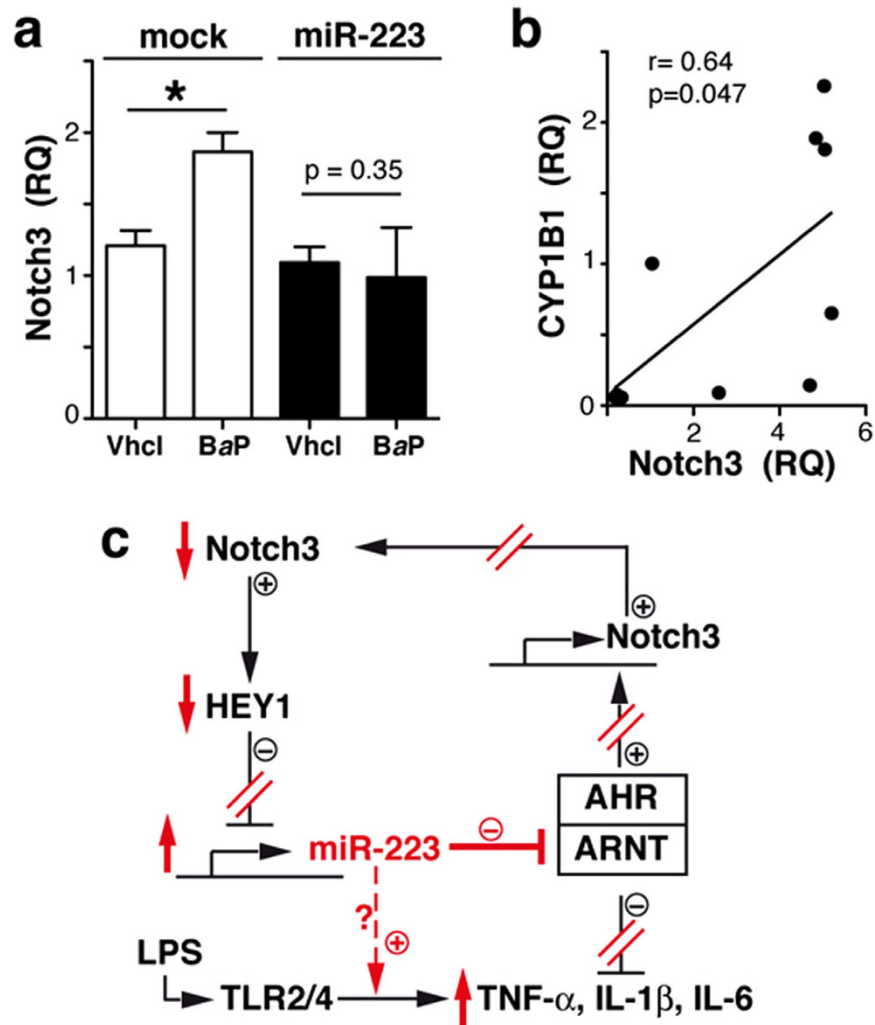 a
mock miR-223
*
p = 0.35
Notch3 (RQ)
2
1
0
Vhcl BaP Vhcl BaP
b
r= 0.64
p=0.047
CYP1B1 (RQ)
2
1
0
2 4 6
Notch3 (RQ)
c
Notch3
+
+
Notch3
HEY1
−
+
AHR
ARNT
miR-223
−
?
+
−
LPS
TLR2/4
TNF-α, IL-1β, IL-6